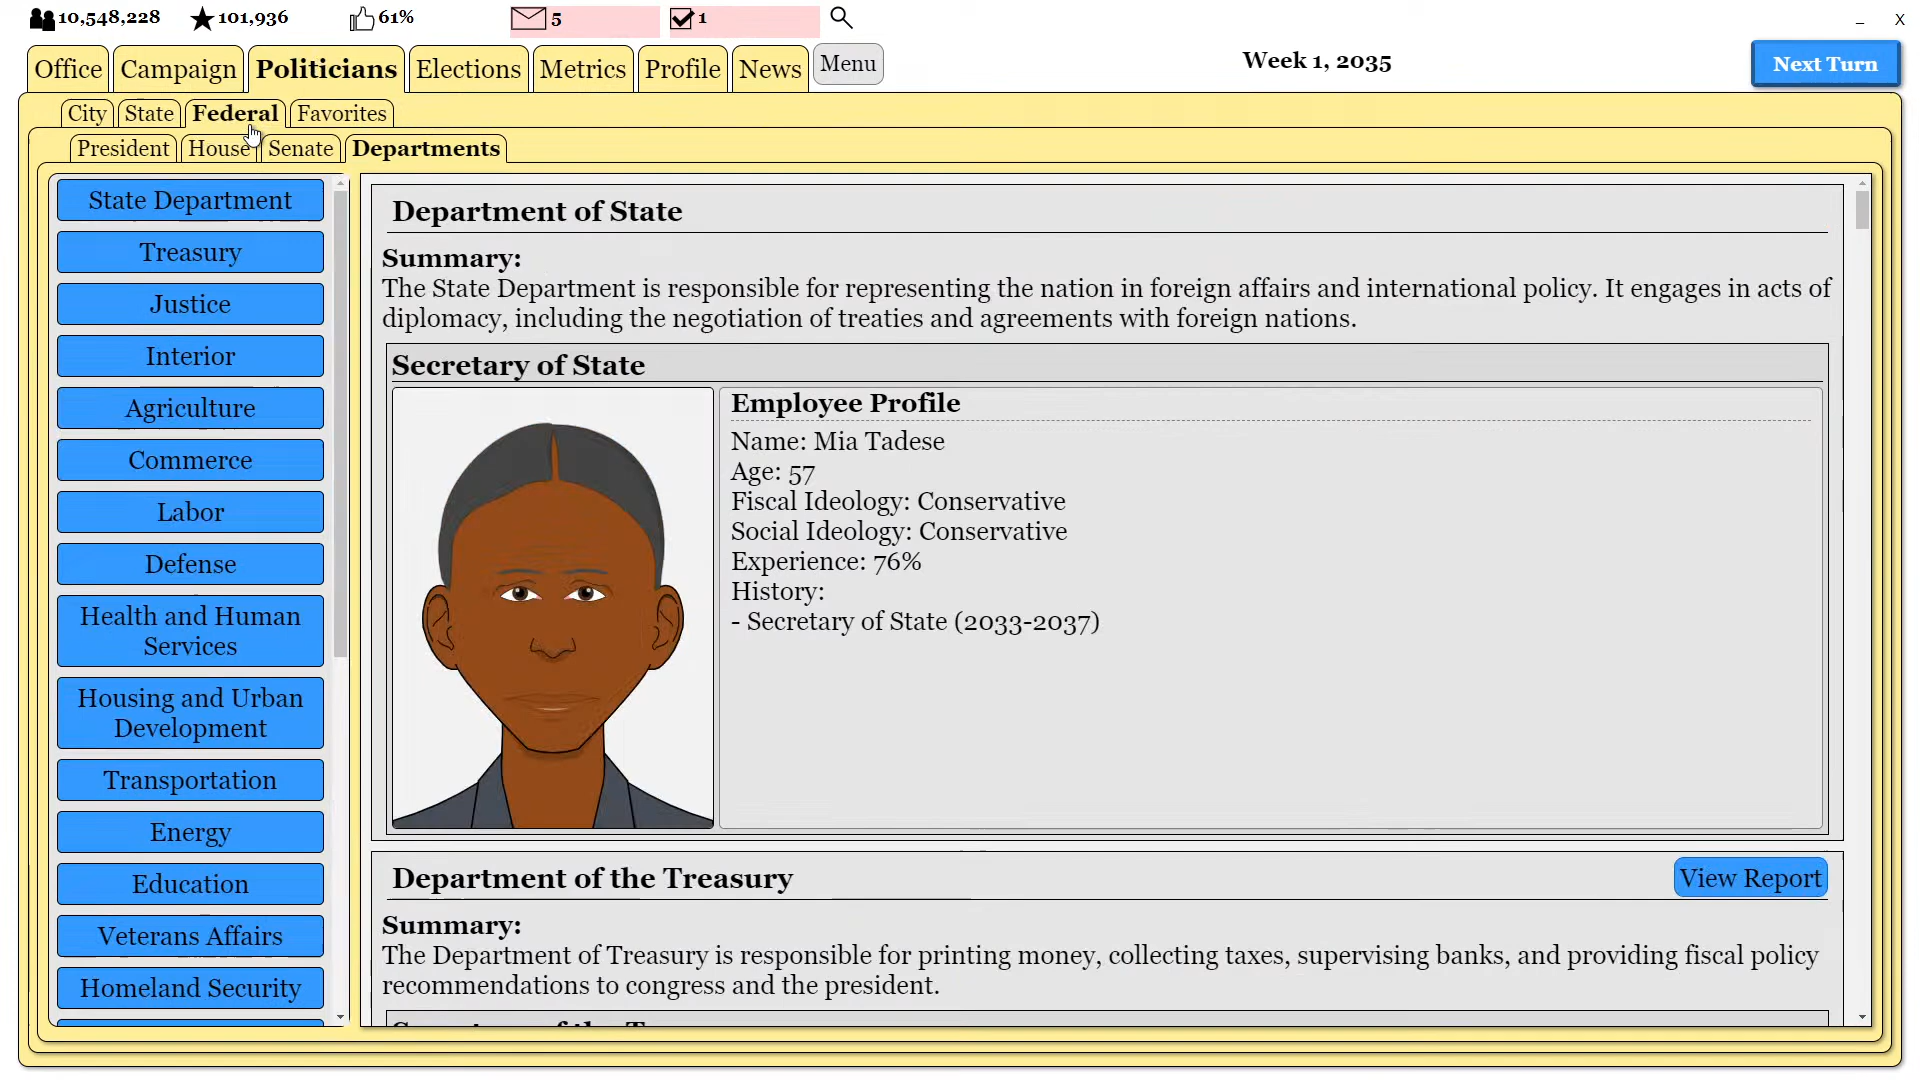 10,548,228 101,936 61% 5 1
_ X
Office Campaign Politicians Elections Metrics Profile News Menu
Week 1, 2035
Next Turn
City State Federal Favorites
President House Senate Departments
State Department
Treasury
Justice
Interior
Agriculture
Commerce
Labor
Defense
Health and Human
Services
Housing and Urban
Development
Transportation
Energy
Education
Veterans Affairs
Homeland Security
Department of State
Summary:
The State Department is responsible for representing the nation in foreign affairs and international policy. It engages in acts of
diplomacy, including the negotiation of treaties and agreements with foreign nations.
Secretary of State
Employee Profile
Name: Mia Tadese
Age: 57
Fiscal Ideology: Conservative
Social Ideology: Conservative
Experience: 76%
History:
- Secretary of State (2033-2037)
Department of the Treasury
View Report
Summary:
The Department of Treasury is responsible for printing money, collecting taxes, supervising banks, and providing fiscal policy
recommendations to congress and the president.